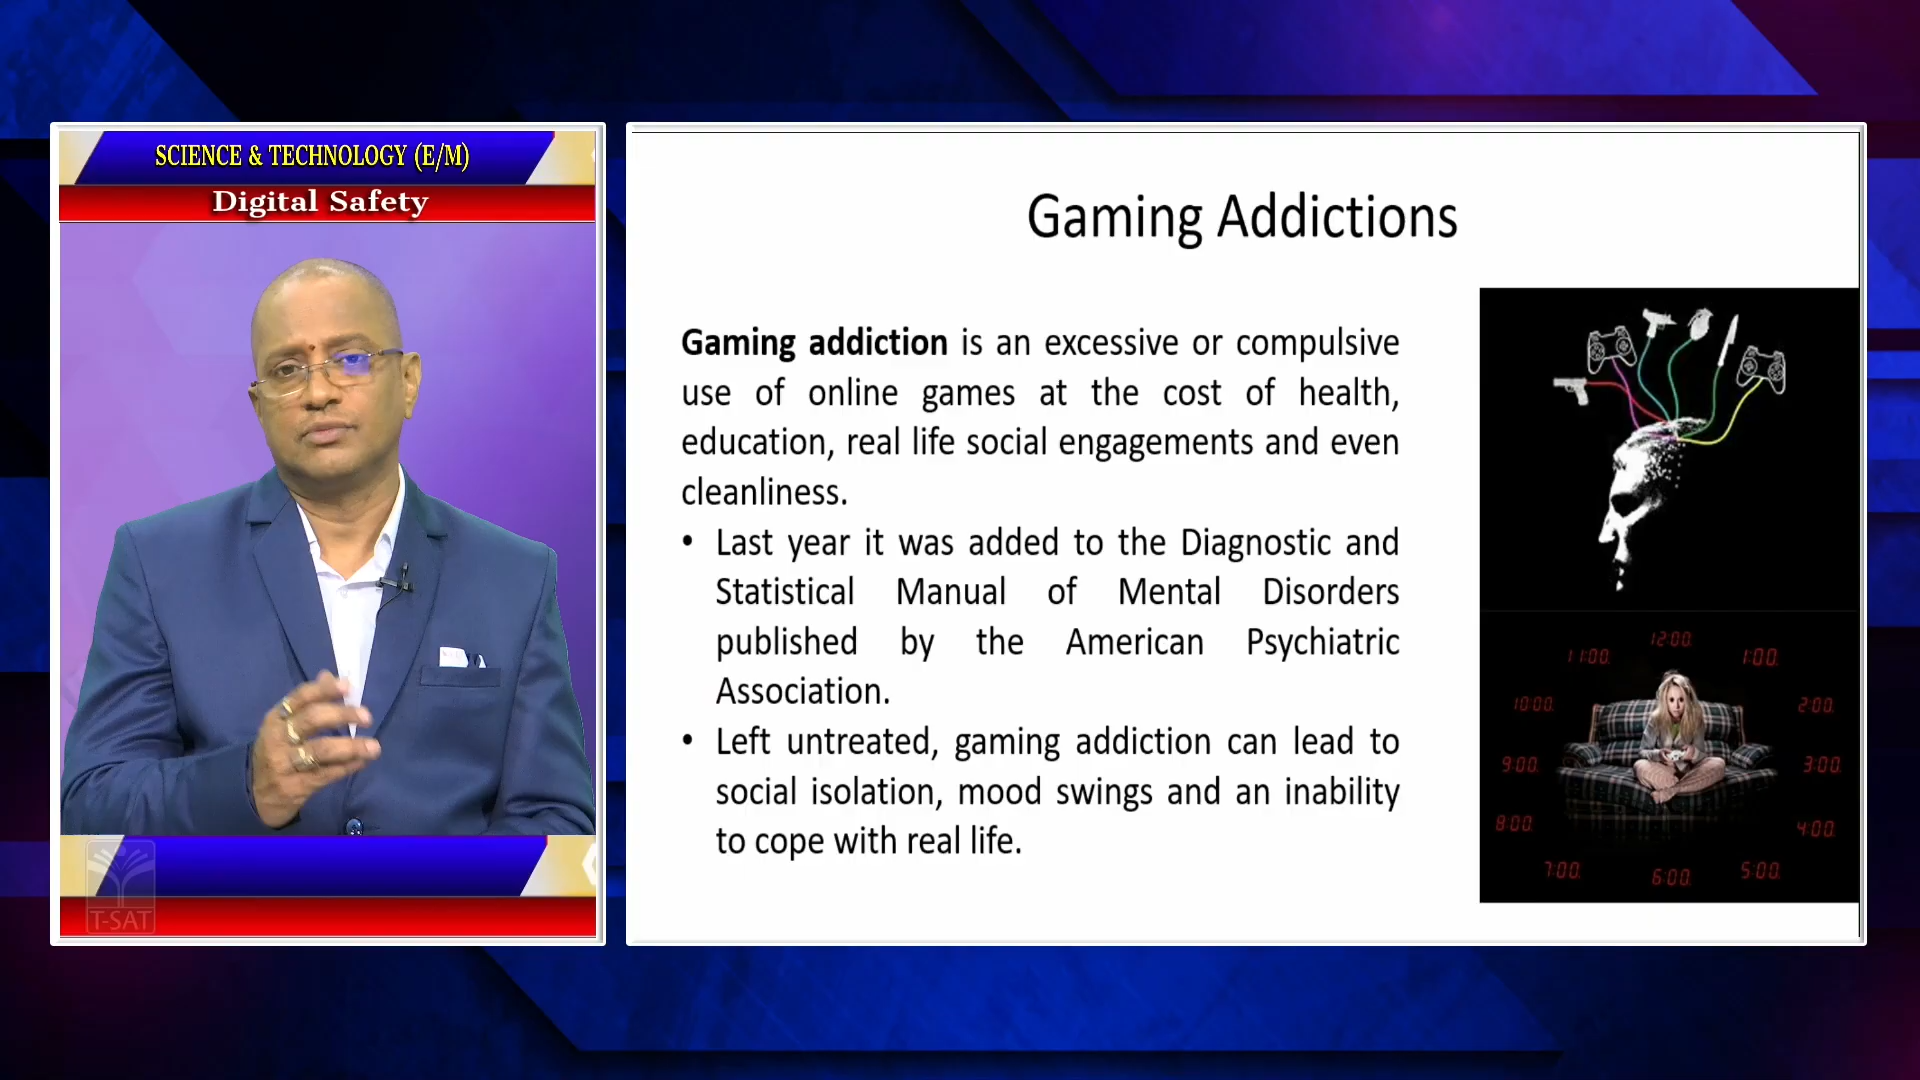 SCIENCE & TECHNOLOGY (E/M)
Digital Safety
T-SAT
Gaming Addictions
Gaming addiction is an excessive or compulsive
use of online games at the cost of health,
education, real life social engagements and even
cleanliness.
• Last year it was added to the Diagnostic and
Statistical Manual of Mental Disorders
published by the American Psychiatric
Association.
• Left untreated, gaming addiction can lead to
social isolation, mood swings and an inability
to cope with real life.
12:00
11:00
1:00
10:00
2:00
9:00
3:00
8:00
4:00
7:00
6:00
5:00